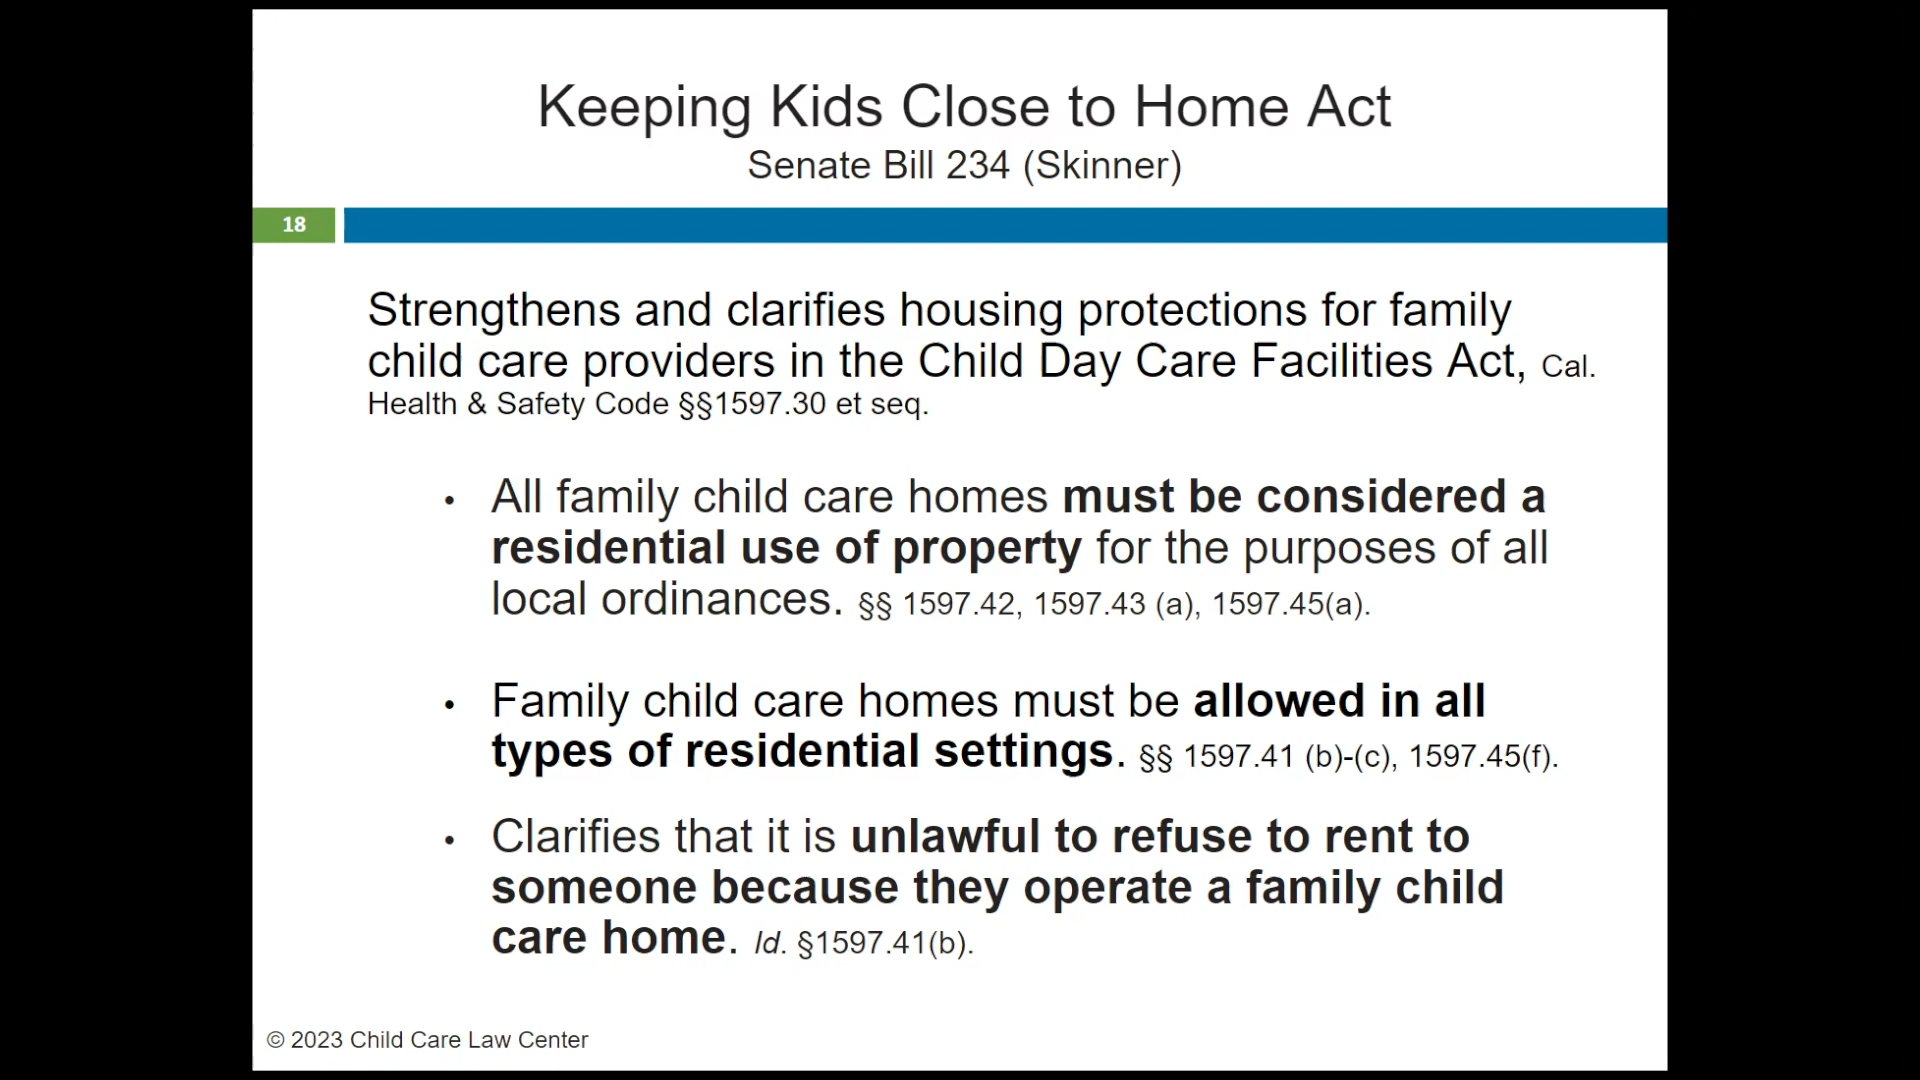 Keeping Kids Close to Home Act
Senate Bill 234 (Skinner)
18
Strengthens and clarifies housing protections for family
child care providers in the Child Day Care Facilities Act, Cal.
Health & Safety Code §§1597.30 et seq.
• All family child care homes must be considered a
residential use of property for the purposes of all
local ordinances. §§ 1597.42, 1597.43 (a), 1597.45(a).
• Family child care homes must be allowed in all
types of residential settings. §§ 1597.41 (b)-(c), 1597.45(f).
• Clarifies that it is unlawful to refuse to rent to
someone because they operate a family child
care home. Id. §1597.41(b).
© 2023 Child Care Law Center